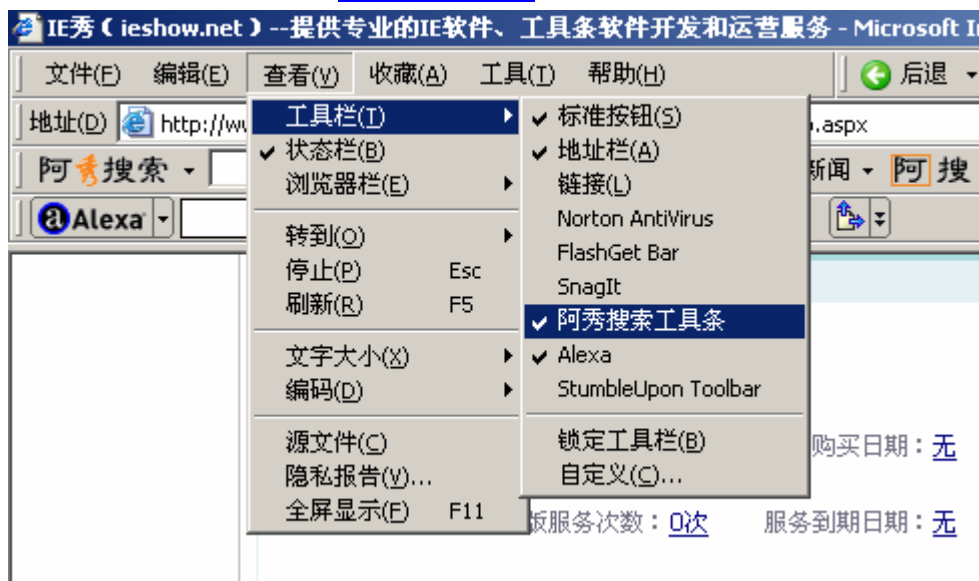 IE秀 ( ieshow.net ) --提供专业的IE软件、工具条软件开发和运营服务 - Microsoft
文件(F) 编辑(E) 查看(V) 收藏(A) 工具(T) 帮助(H) 后退
地址(D) http://w .aspx
阿秀搜索 新闻 阿 搜
Alexa
工具栏(T)
状态栏(B)
浏览器栏(E)
转到(O)
停止(P) Esc
刷新(R) F5
文字大小(X)
编码(D)
源文件(C)
隐私报告(V)...
全屏显示(F) F11
标准按钮(S)
地址栏(A)
链接(L)
Norton AntiVirus
FlashGet Bar
SnagIt
阿秀搜索工具条
Alexa
StumbleUpon Toolbar
锁定工具栏(B)
自定义(C)...
购买日期：无
版服务次数：0次 服务到期日期：无